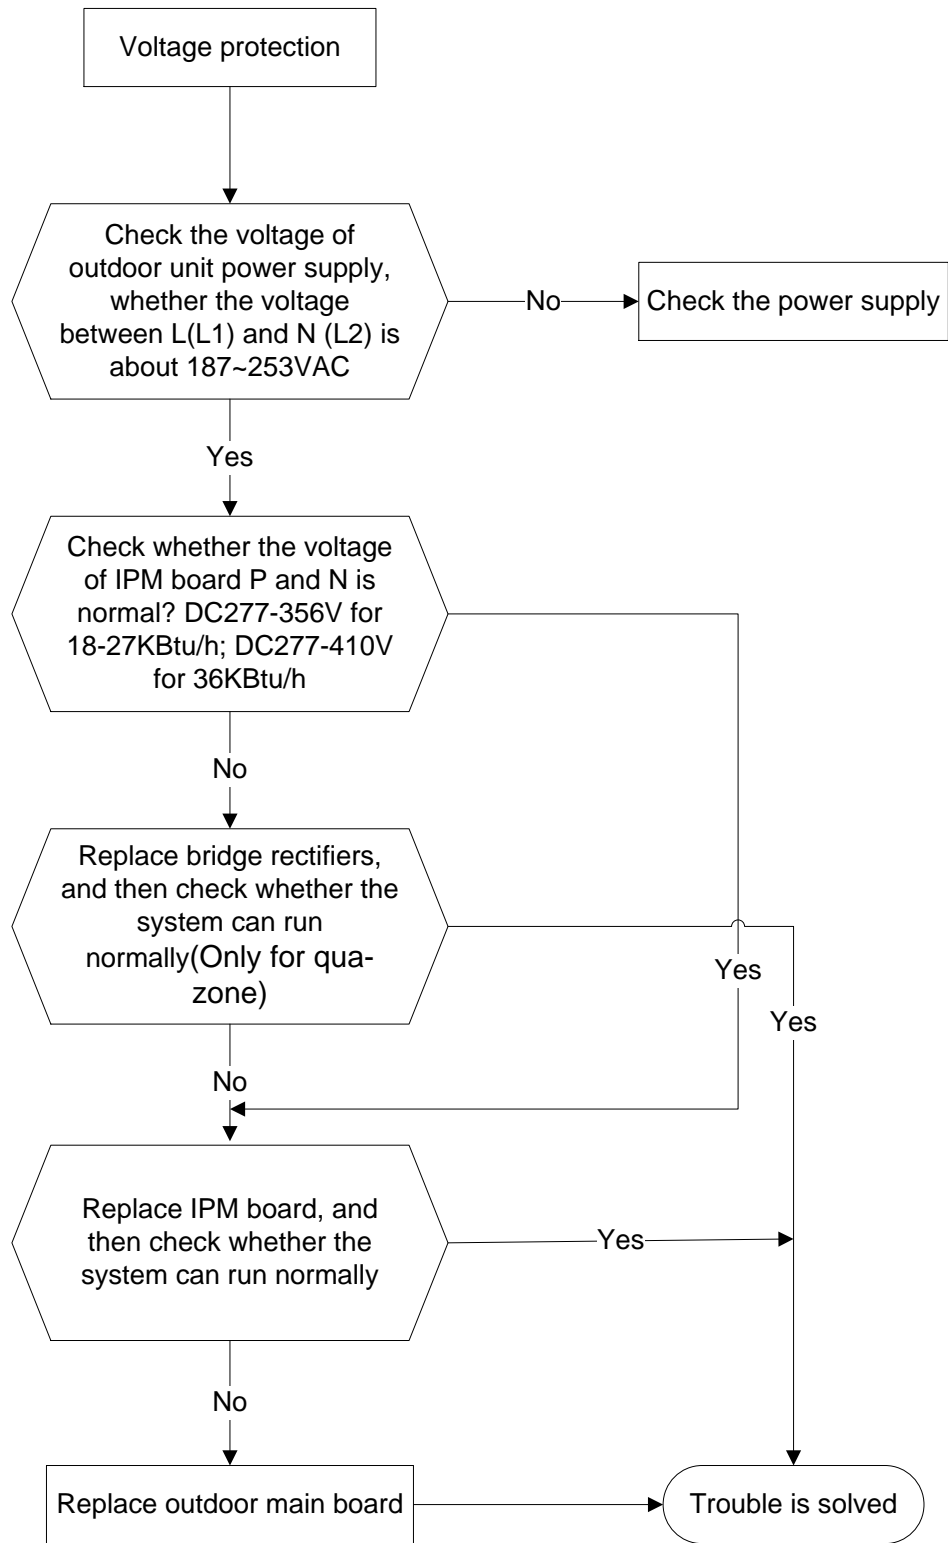 Voltage protection
Check the voltage of
outdoor unit power supply,
whether the voltage
between L(L1) and N (L2) is
about 187~253VAC
No
Check the power supply
Yes
Check whether the voltage
of IPM board P and N is
normal? DC277-356V for
18-27KBtu/h; DC277-410V
for 36KBtu/h
No
Replace bridge rectifiers,
and then check whether the
system can run
normally(Only for qua-
zone)
Yes
Yes
No
Replace IPM board, and
then check whether the
system can run normally
Yes
No
Replace outdoor main board
Trouble is solved